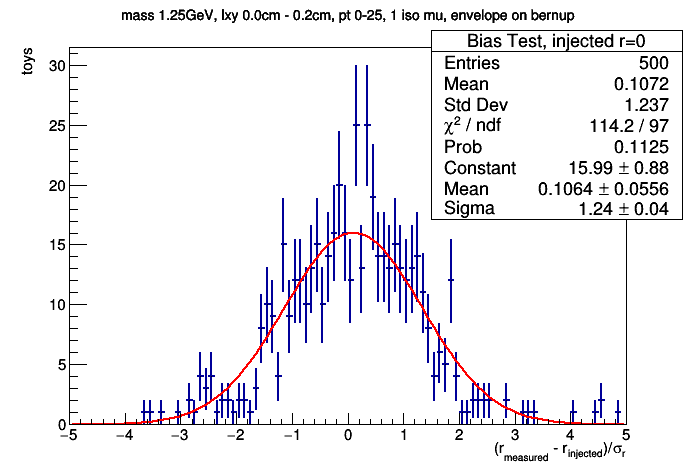 mass 1.25GeV, lxy 0.0cm - 0.2cm, pt 0-25, 1 iso mu, envelope on bernup
Bias Test, injected r=0
Entries 500
Mean 0.1072
Std Dev 1.237
χ² / ndf 114.2 / 97
Prob 0.1125
Constant 15.99 ± 0.88
Mean 0.1064 ± 0.0556
Sigma 1.24 ± 0.04
toys
30
25
20
15
10
5
0
−5 −4 −3 −2 −1 0 1 2 3 4 5
(r_measured - r_injected)/σ_r